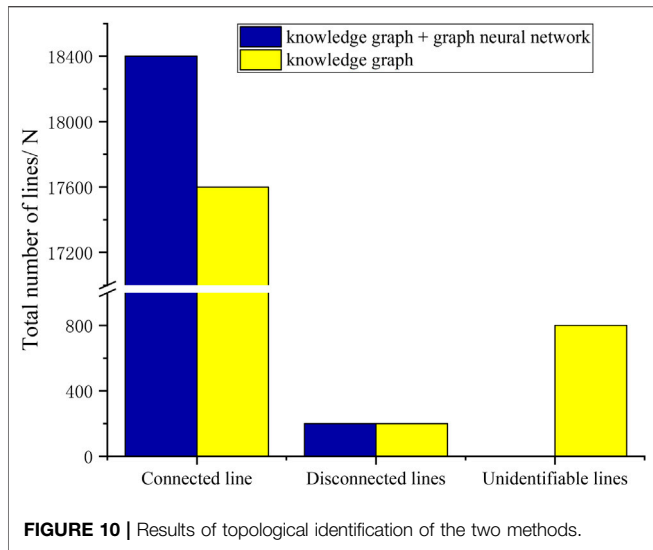 knowledge graph + graph neural network
knowledge graph
Total number of lines/ N
18400
18000
17600
17200
800
400
0
Connected line
Disconnected lines
Unidentifiable lines
FIGURE 10 | Results of topological identification of the two methods.